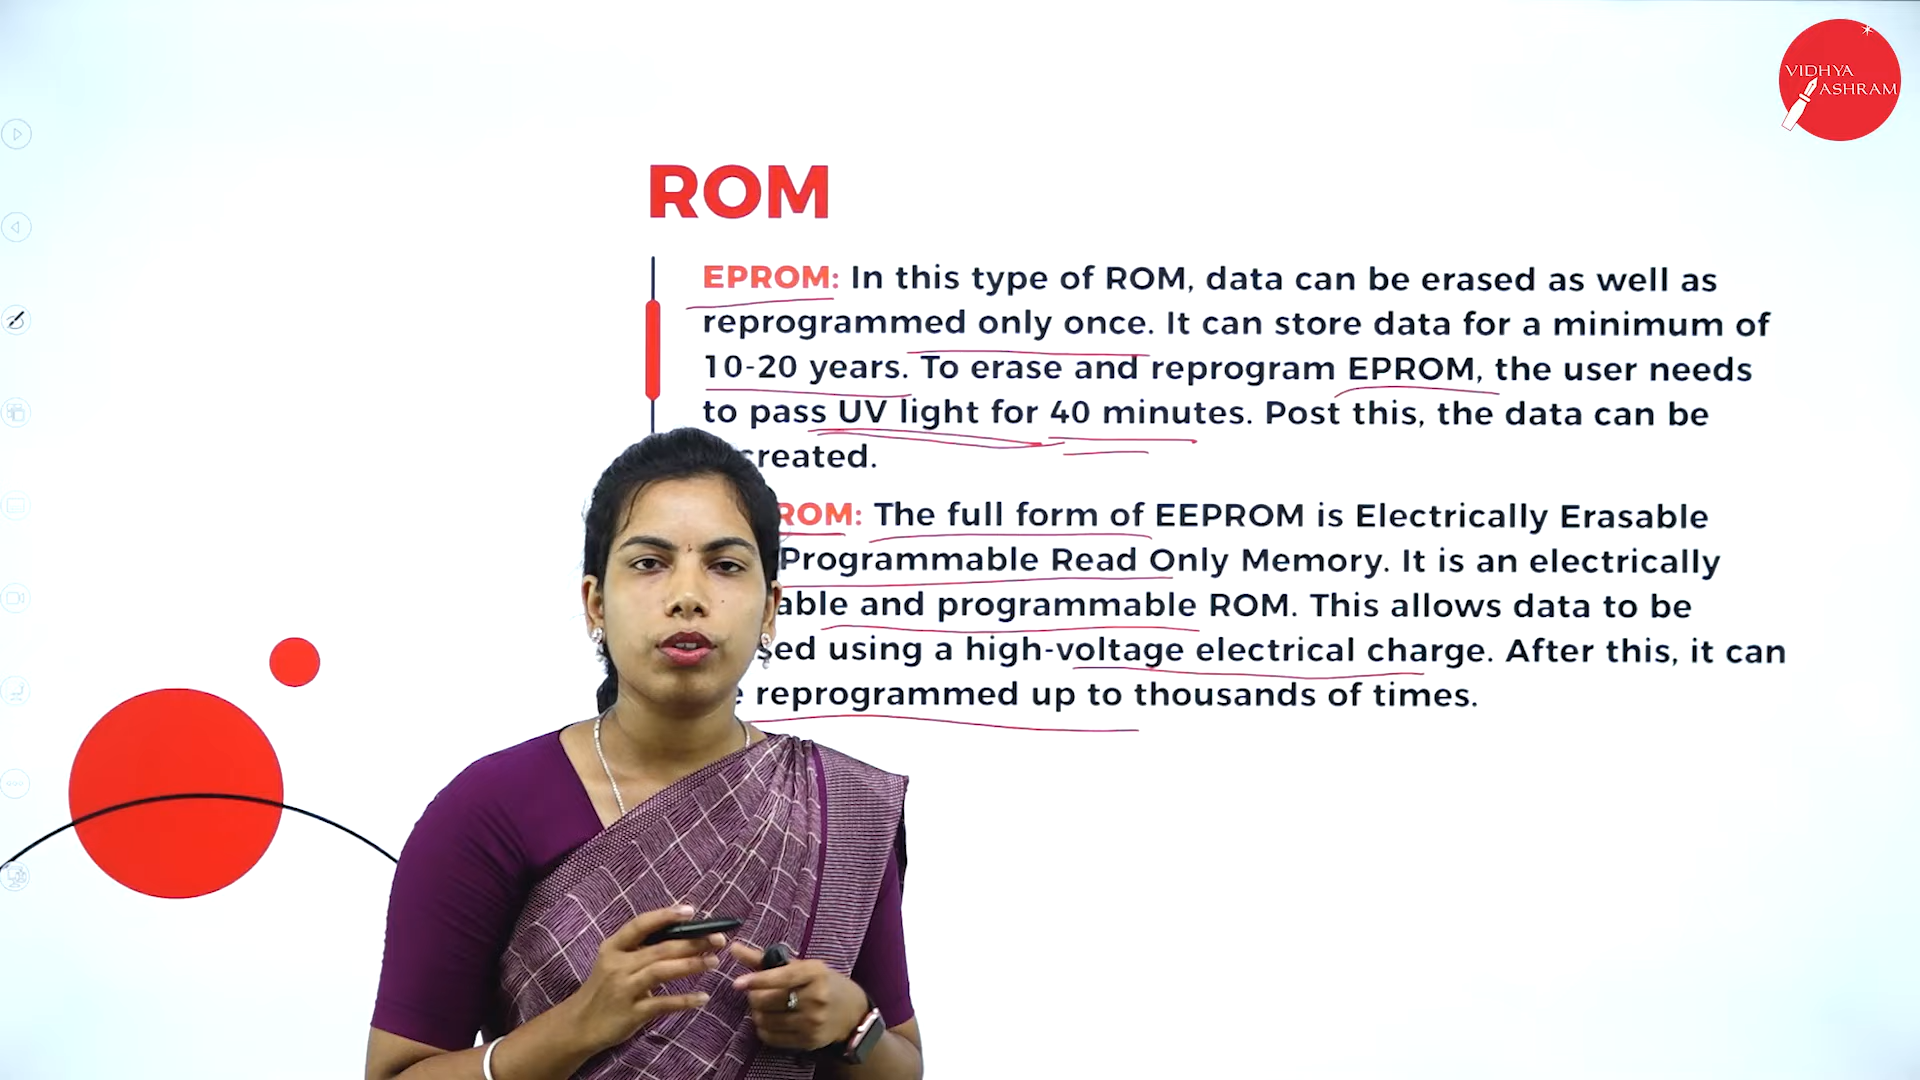 VIDHYA
ASHRAM
ROM
EPROM: In this type of ROM, data can be erased as well as
reprogrammed only once. It can store data for a minimum of
10-20 years. To erase and reprogram EPROM, the user needs
to pass UV light for 40 minutes. Post this, the data can be
created.
ROM: The full form of EEPROM is Electrically Erasable
Programmable Read Only Memory. It is an electrically
able and programmable ROM. This allows data to be
sed using a high-voltage electrical charge. After this, it can
e reprogrammed up to thousands of times.